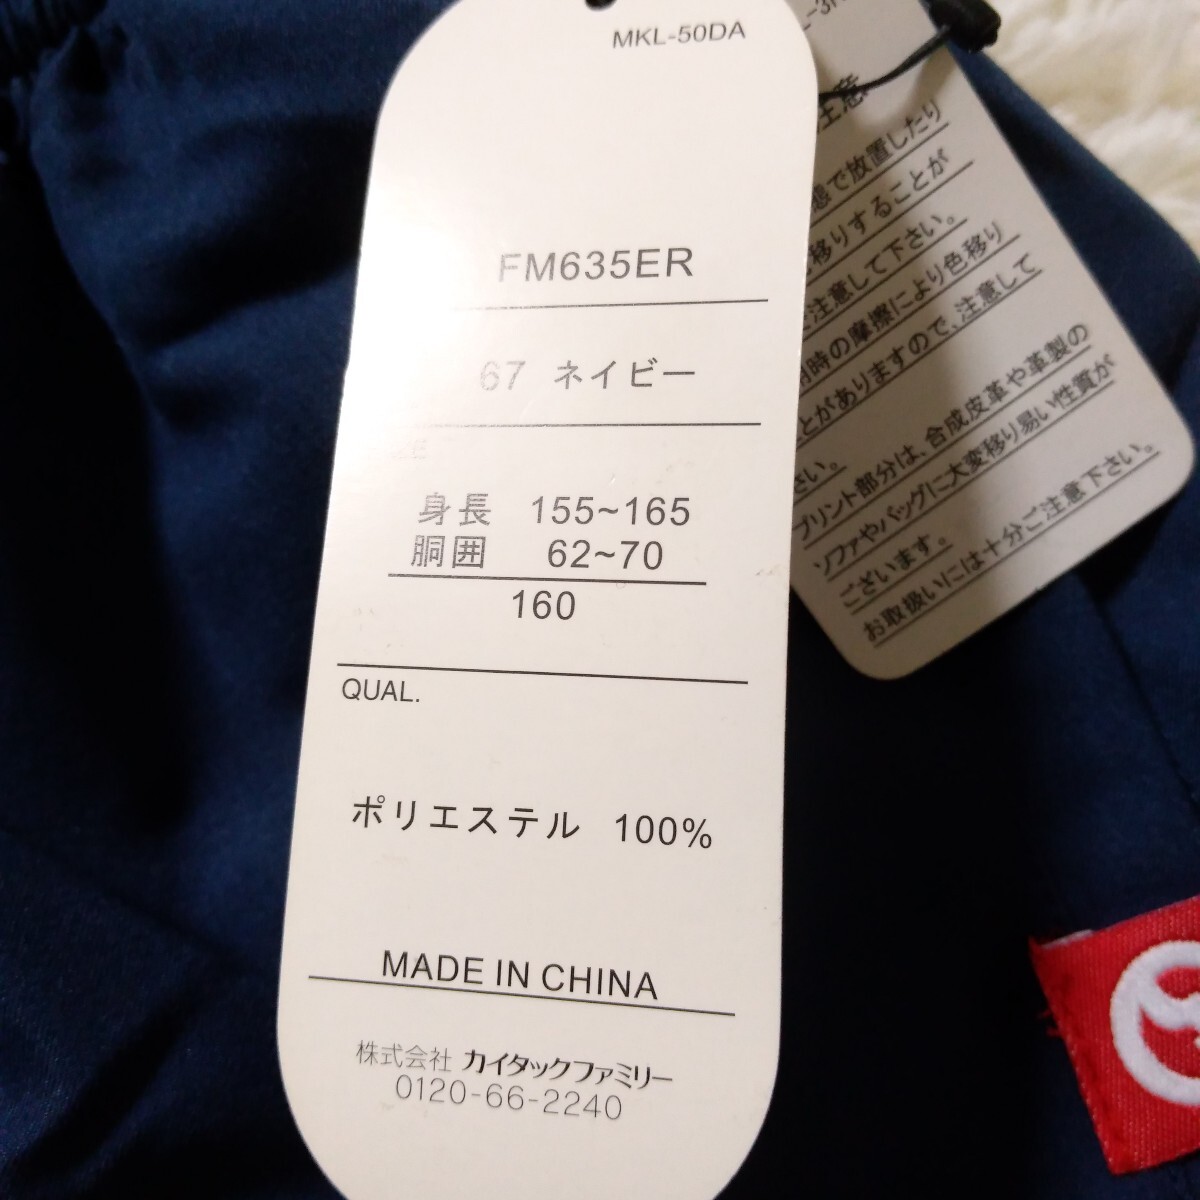 MKL-50DA
FM635ER
67 ネイビー
身長 155~165
胴囲 62~70
160
QUAL.
ポリエステル 100%
MADE IN CHINA
株式会社 カイタックファミリー
0120-66-2240
注意
態で放置したり
移りすることが
注意して下さい。
用時の摩擦により色移り
とがありますので、注意して
さい。
プリント部分は、合成皮革や革製の
ソファやバッグに大変移り易い性質が
ございます。
お取扱いには十分ご注意下さい。